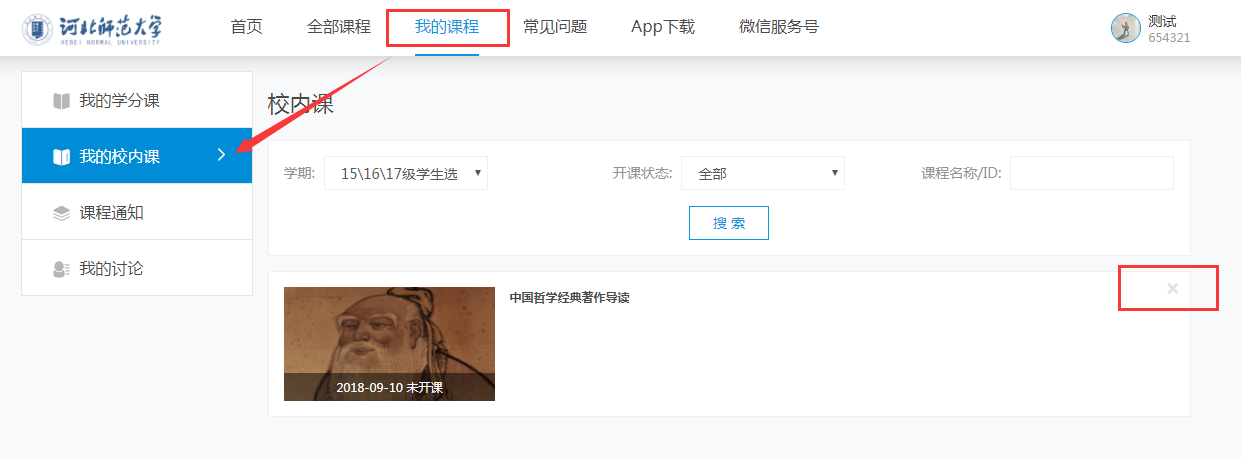 河北师范大学
HEBEI NORMAL UNIVERSITY
首页 全部课程 我的课程 常见问题 App下载 微信服务号
测试
654321
我的学分课
我的校内课
课程通知
我的讨论
校内课
学期: 15\16\17级学生选 开课状态: 全部 课程名称/ID:
搜 索
中国哲学经典著作导读
2018-09-10 未开课